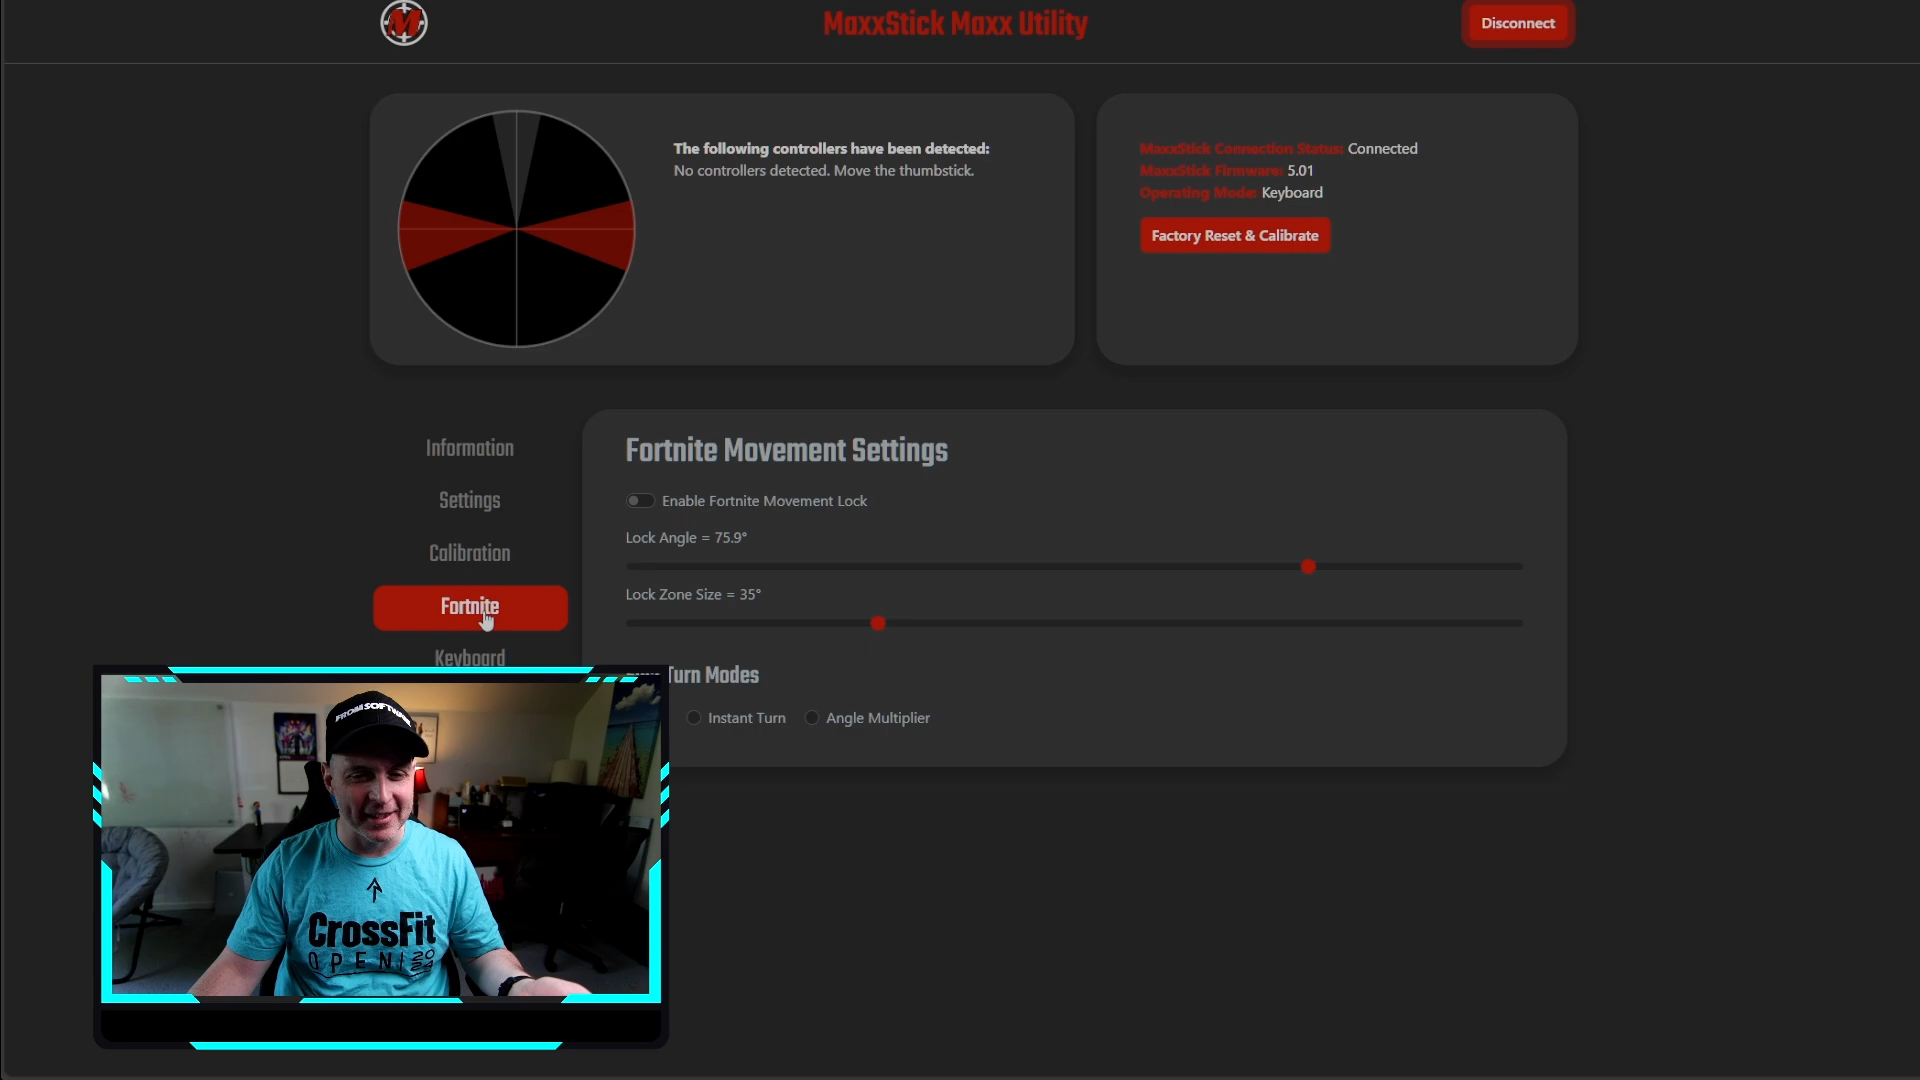 MaxxStick Maxx Utility
Disconnect
The following controllers have been detected:
No controllers detected. Move the thumbstick.
MaxxStick Connection Status: Connected
MaxxStick Firmware: 5.01
Operating Mode: Keyboard
Factory Reset & Calibrate
Information
Settings
Calibration
Fortnite
Keyboard
Fortnite Movement Settings
Enable Fortnite Movement Lock
Lock Angle = 75.9°
Lock Zone Size = 35°
Turn Modes
Instant Turn
Angle Multiplier
FROMSOFTWARE
CrossFit
OPEN 2024